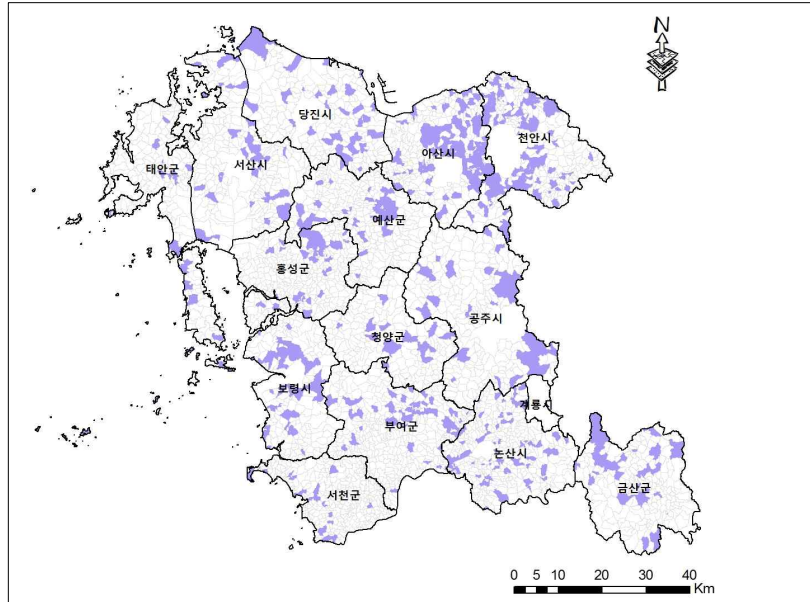 N
당진시
아산시
천안시
태안군
서산시
예산군
홍성군
공주시
청양군
보령시
계룡시
부여군
논산시
서천군
금산군
0 5 10 20 30 40
Km